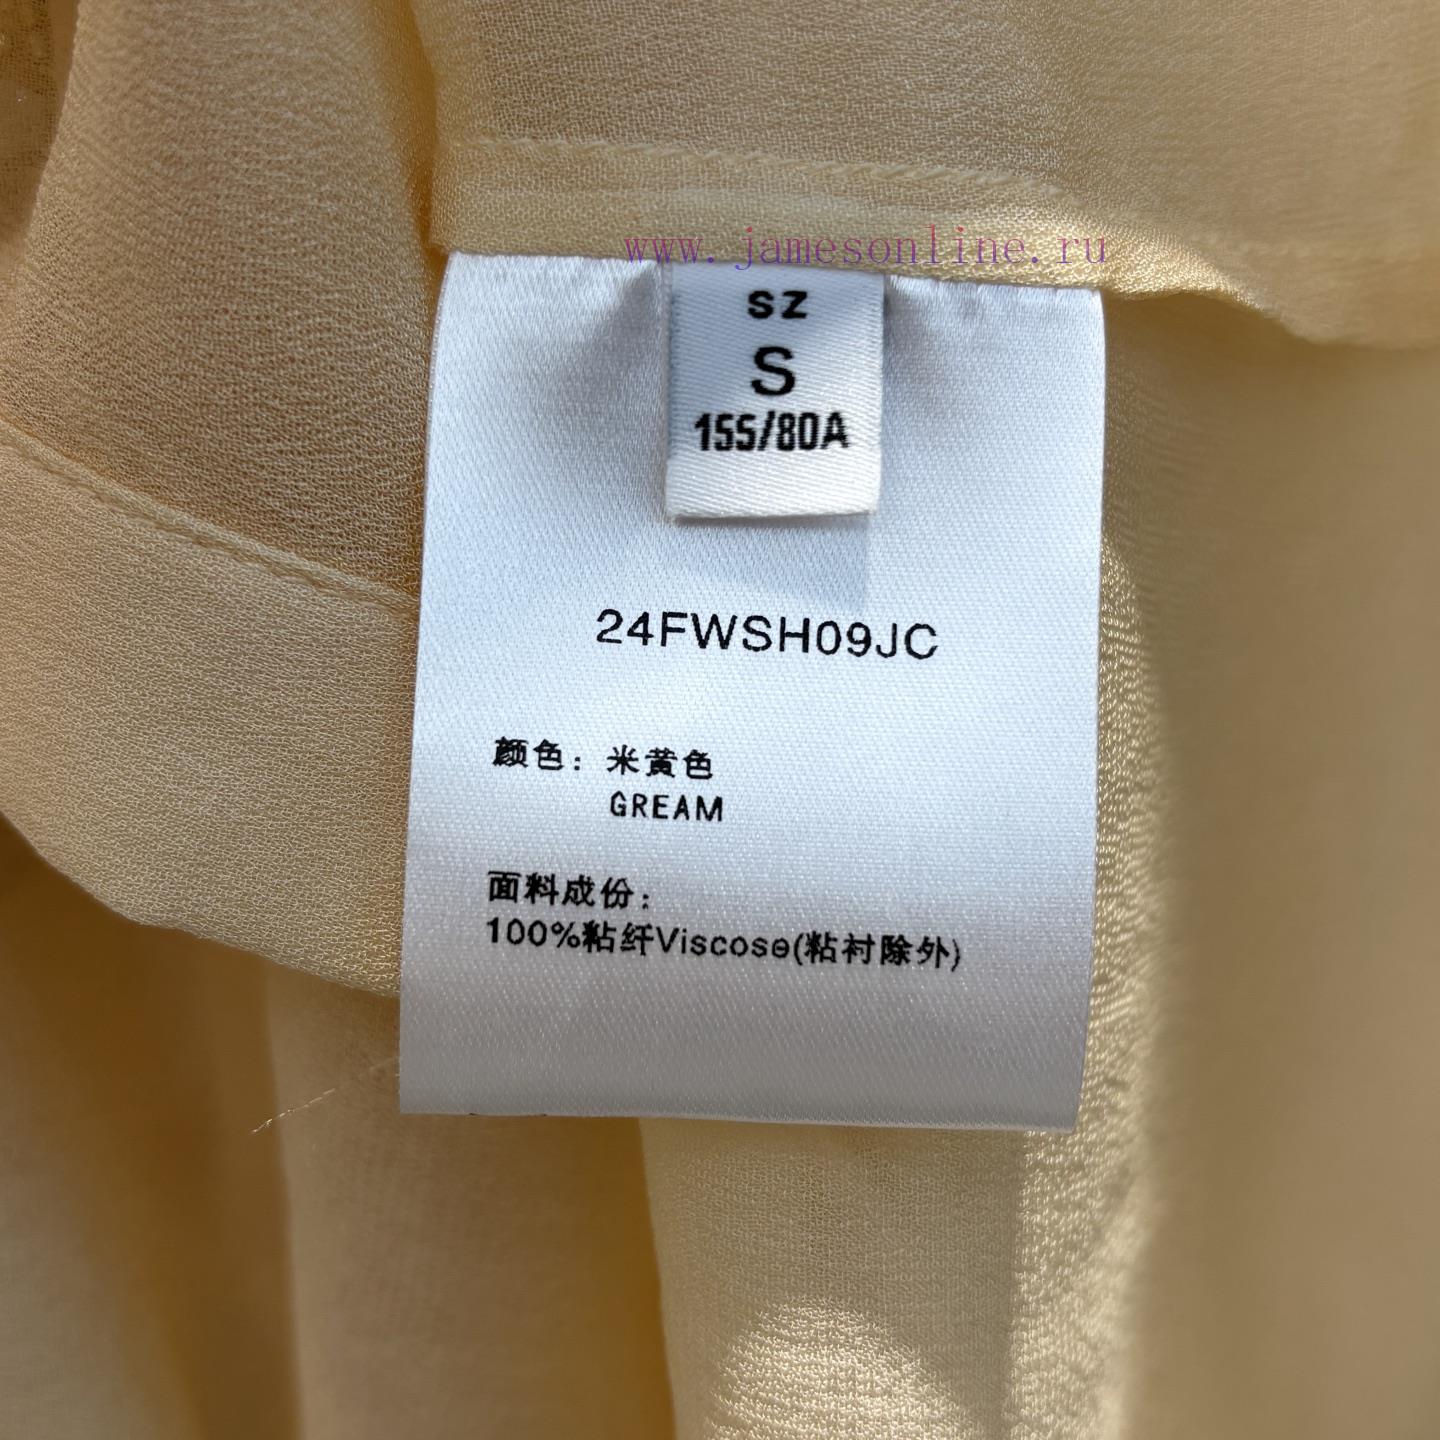 www.jamesonline.ru
SZ
S
155/80A
24FWSH09JC
颜色：米黄色
GREAM
面料成份：
100%粘纤Viscose(粘衬除外)